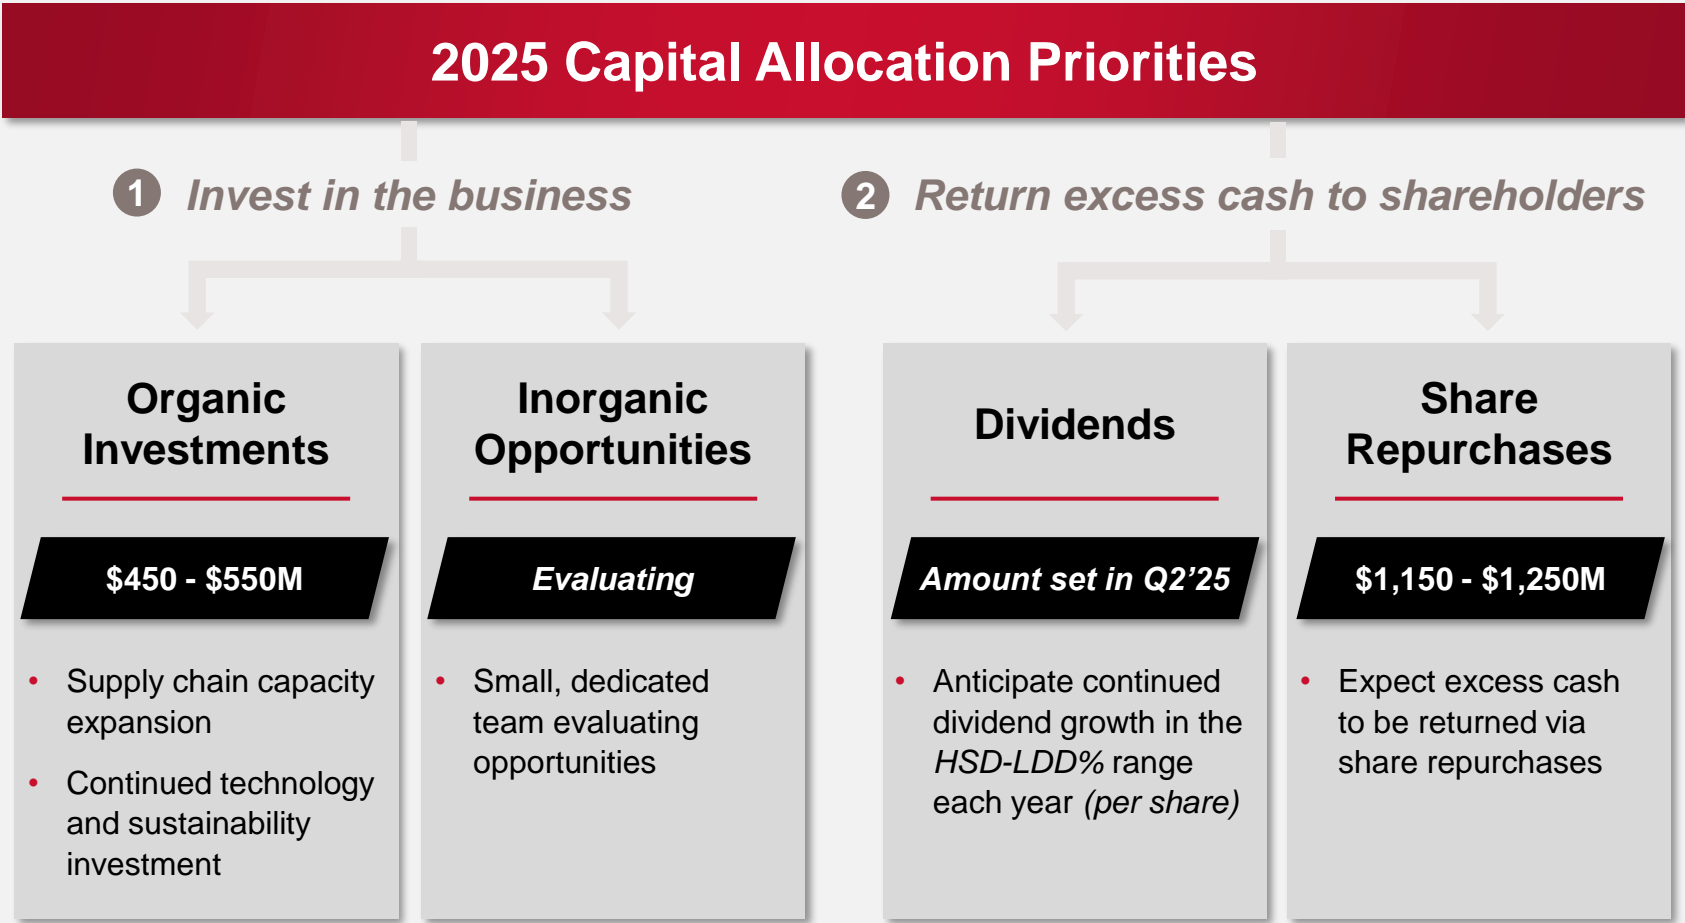 2025 Capital Allocation Priorities
1 Invest in the business
2 Return excess cash to shareholders
Organic
Investments
$450 - $550M
• Supply chain capacity
expansion
• Continued technology
and sustainability
investment
Inorganic
Opportunities
Evaluating
• Small, dedicated
team evaluating
opportunities
Dividends
Amount set in Q2’25
• Anticipate continued
dividend growth in the
HSD-LDD% range
each year (per share)
Share
Repurchases
$1,150 - $1,250M
• Expect excess cash
to be returned via
share repurchases